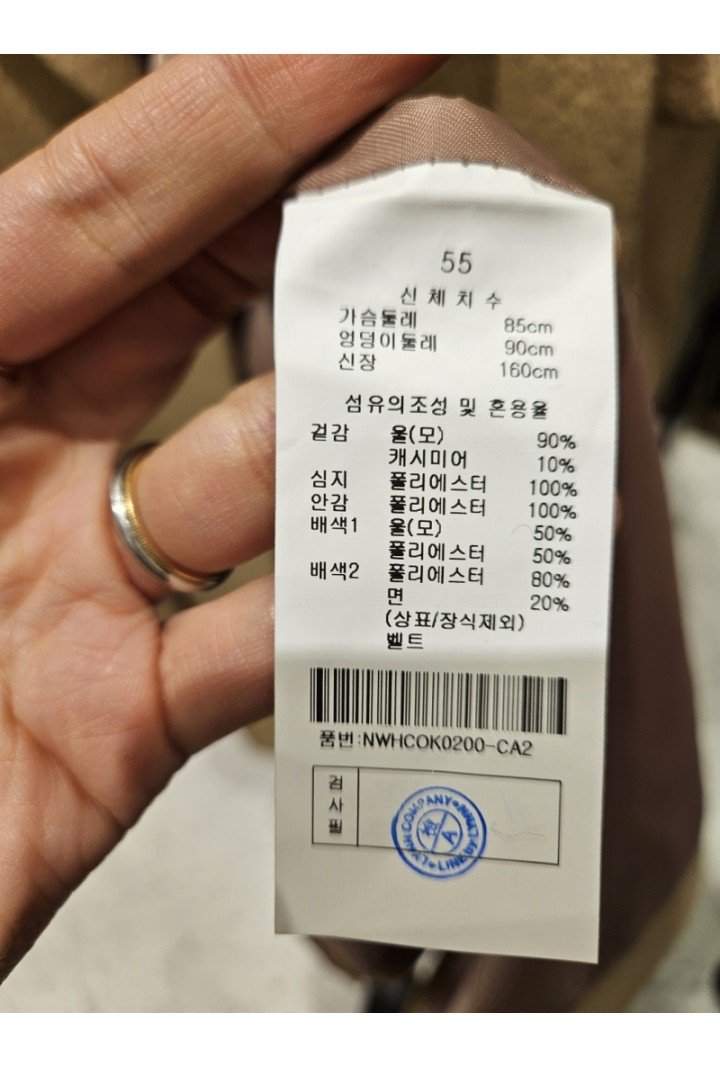 55
신체치수
가슴둘레 85cm
엉덩이둘레 90cm
신장 160cm
섬유의조성 및 혼용율
겉감 울(모) 90%
캐시미어 10%
심지 폴리에스터 100%
안감 폴리에스터 100%
배색1 울(모) 50%
폴리에스터 50%
배색2 폴리에스터 80%
면 20%
(상표/장식제외)
벨트
품번:NWHCOK0200-CA2
검사필
COMPANY
LINE
A